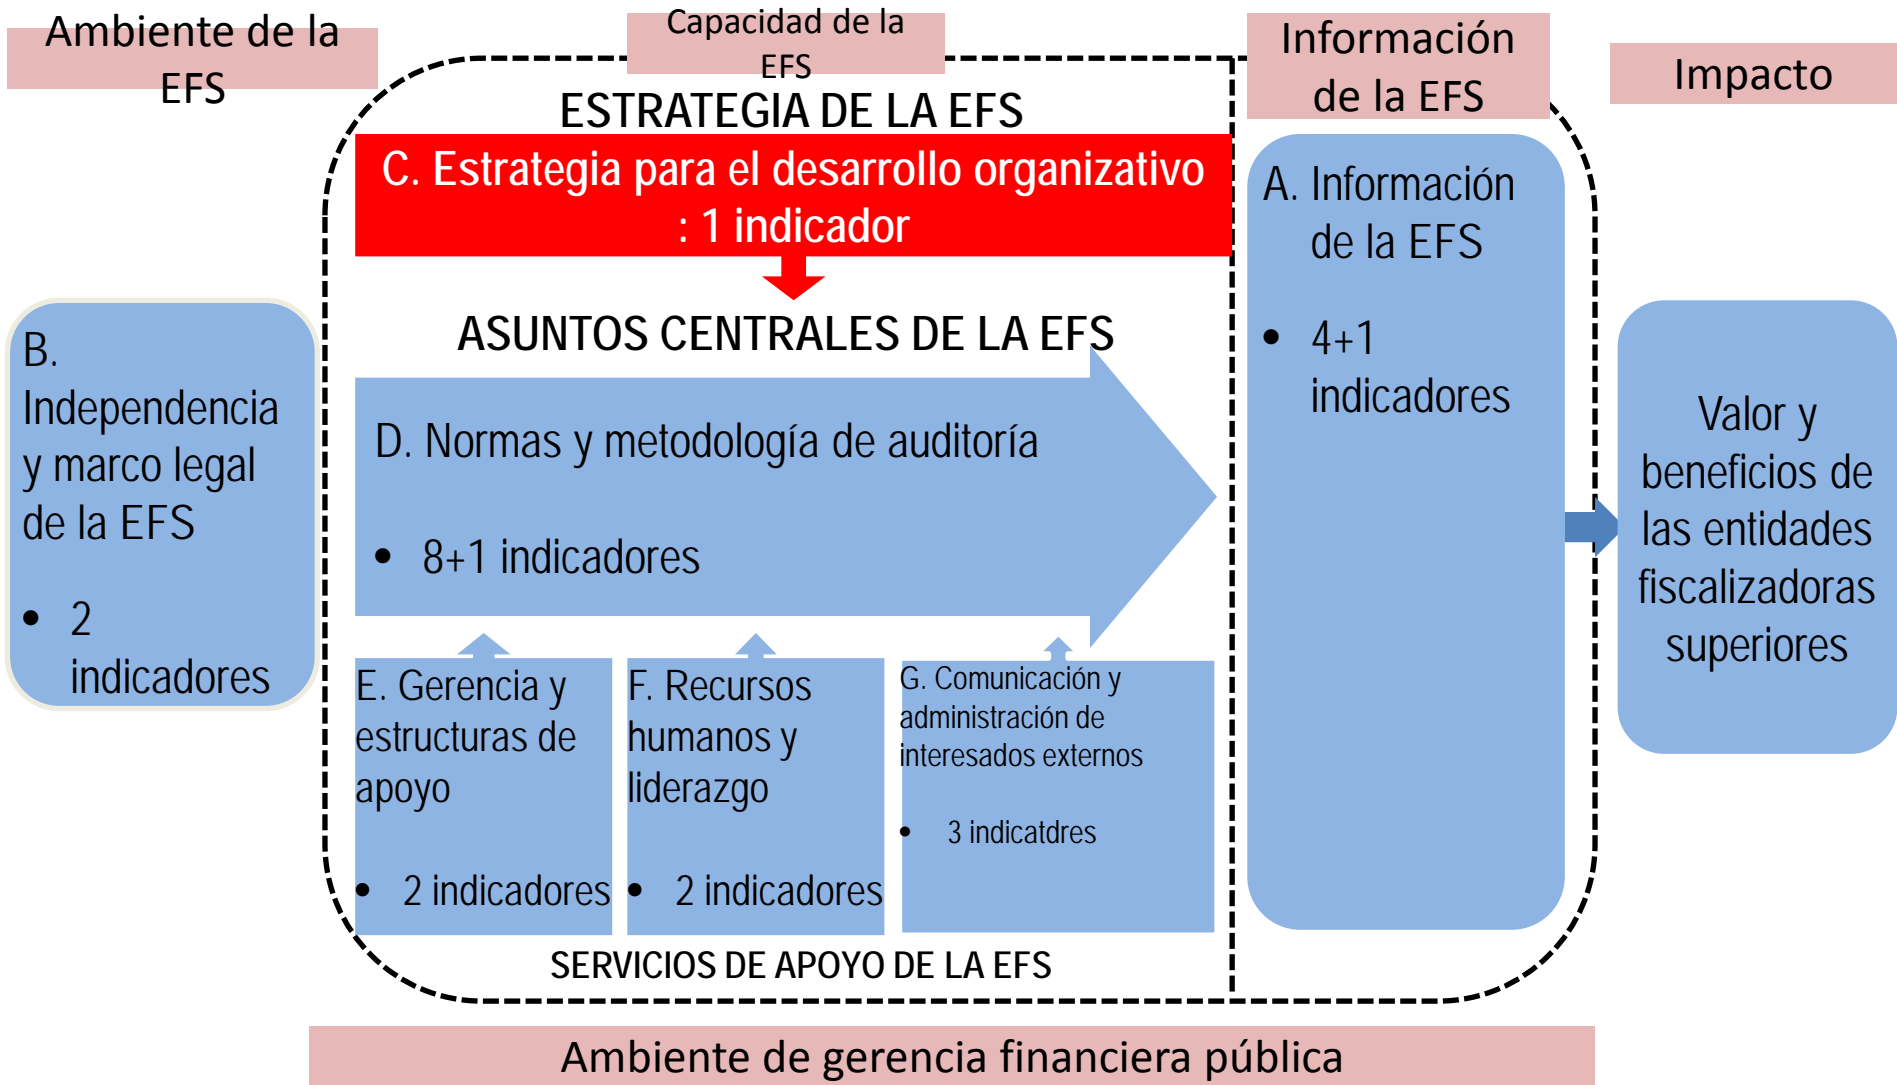 Ambiente de la
EFS
Capacidad de la
EFS
Información
de la EFS
Impacto
ESTRATEGIA DE LA EFS
C. Estrategia para el desarrollo organizativo
: 1 indicador
ASUNTOS CENTRALES DE LA EFS
B.
Independencia
y marco legal
de la EFS
• 2
indicadores
D. Normas y metodología de auditoría
• 8+1 indicadores
E. Gerencia y
estructuras de
apoyo
• 2 indicadores
F. Recursos
humanos y
liderazgo
• 2 indicadores
G. Comunicación y
administración de
interesados externos
• 3 indicatdres
SERVICIOS DE APOYO DE LA EFS
A. Información
de la EFS
• 4+1
indicadores
Valor y
beneficios de
las entidades
fiscalizadoras
superiores
Ambiente de gerencia financiera pública